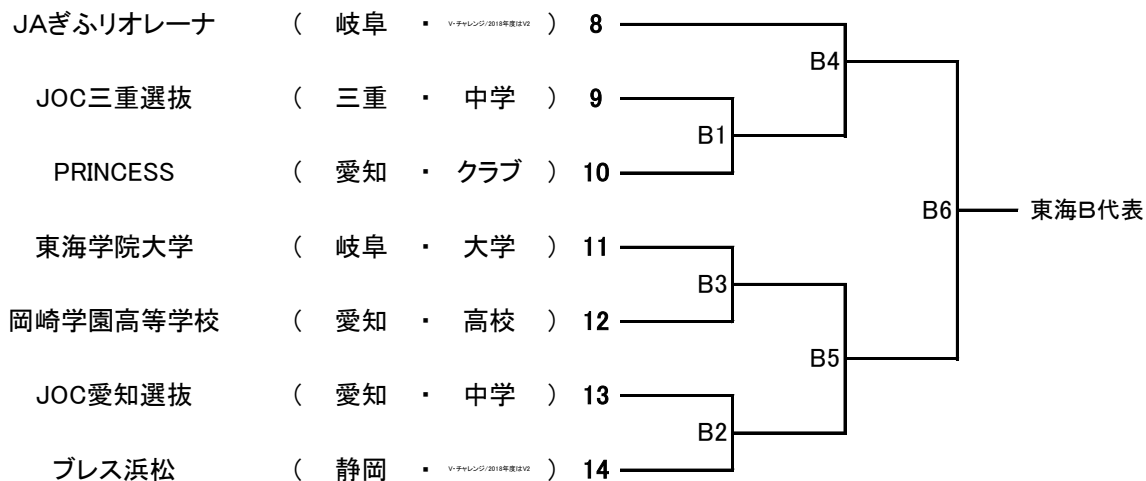 JAぎふリオレーナ ( 岐阜 ・ V・チャレンジ/2018年度はV2 ) 8
B4
JOC三重選抜 ( 三重 ・ 中学 ) 9
B1
PRINCESS ( 愛知 ・ クラブ ) 10
B6 東海B代表
東海学院大学 ( 岐阜 ・ 大学 ) 11
B3
岡崎学園高等学校 ( 愛知 ・ 高校 ) 12
B5
JOC愛知選抜 ( 愛知 ・ 中学 ) 13
B2
ブレス浜松 ( 静岡 ・ V・チャレンジ/2018年度はV2 ) 14